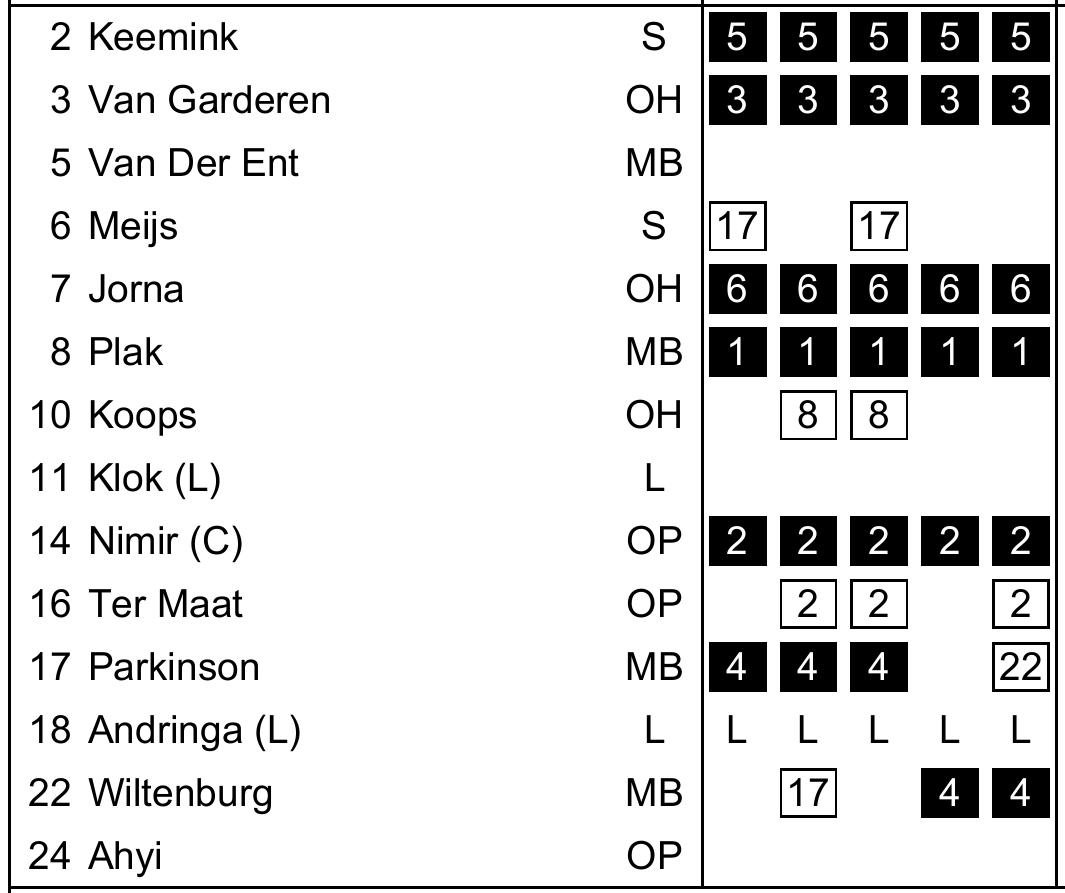 2 Keemink S 5 5 5 5 5
3 Van Garderen OH 3 3 3 3 3
5 Van Der Ent MB
6 Meijs S 17 17
7 Jorna OH 6 6 6 6 6
8 Plak MB 1 1 1 1 1
10 Koops OH 8 8
11 Klok (L) L
14 Nimir (C) OP 2 2 2 2 2
16 Ter Maat OP 2 2 2
17 Parkinson MB 4 4 4 22
18 Andringa (L) L L L L L L
22 Wiltenburg MB 17 4 4
24 Ahyi OP